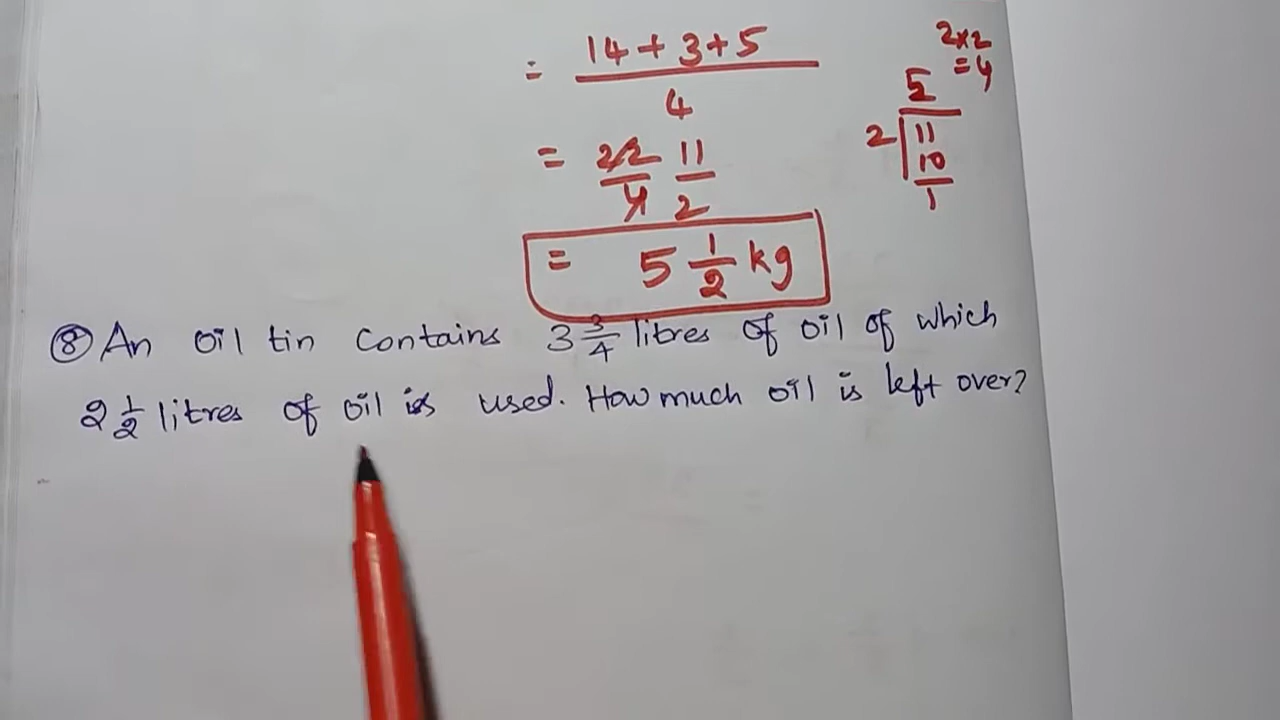 = 14 + 3 + 5 / 4
2×2
= 4
= 22/4 11/2
5
2 | 11
10
1
= 5 1/2 kg
⑧ An oil tin contains 3 3/4 litres of oil of which
2 1/2 litres of oil is used. How much oil is left over?